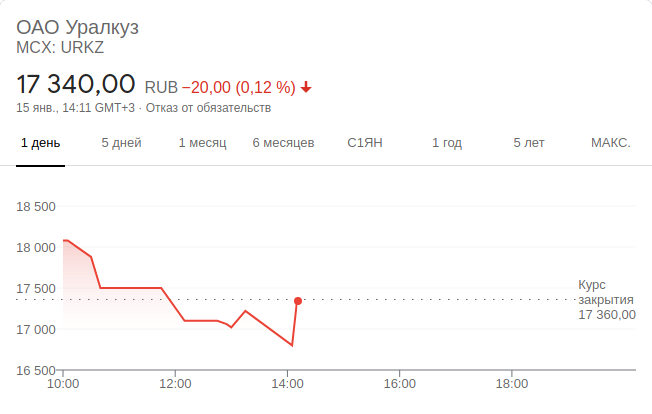 ОАО Уралкуз
MCX: URKZ
17 340,00 RUB −20,00 (0,12 %)
15 янв., 14:11 GMT+3 · Отказ от обязательств
1 день 5 дней 1 месяц 6 месяцев С1ЯН 1 год 5 лет МАКС.
18 500
18 000
17 500
17 000
16 500
Курс
закрытия
17 360,00
10:00 12:00 14:00 16:00 18:00